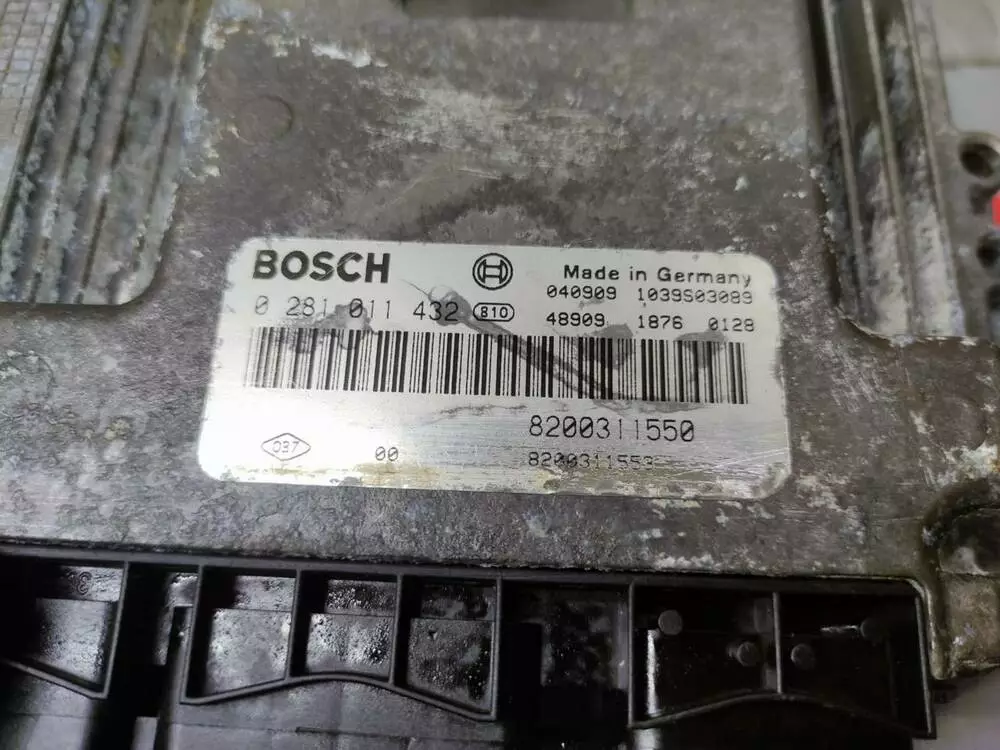 BOSCH
Made in Germany
040909 1039S03089
0 281 011 432 810
48909 1876 0128
8200311550
037 00
8200311553